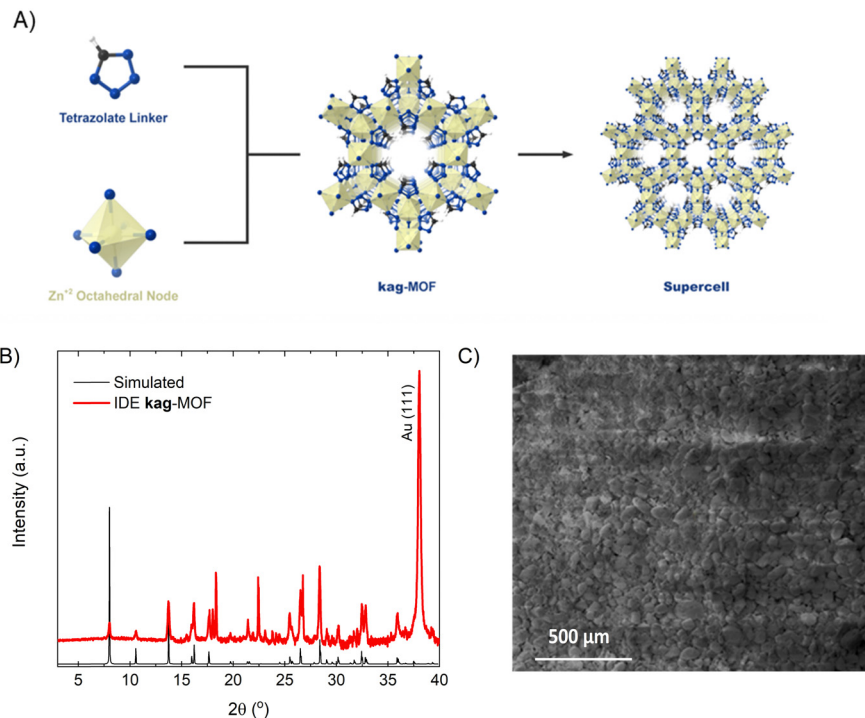 A)
Tetrazolate Linker
Zn⁺² Octahedral Node
kag-MOF
Supercell
B)
Simulated
IDE kag-MOF
Au (111)
Intensity (a.u.)
5 10 15 20 25 30 35 40
2θ (°)
C)
500 µm